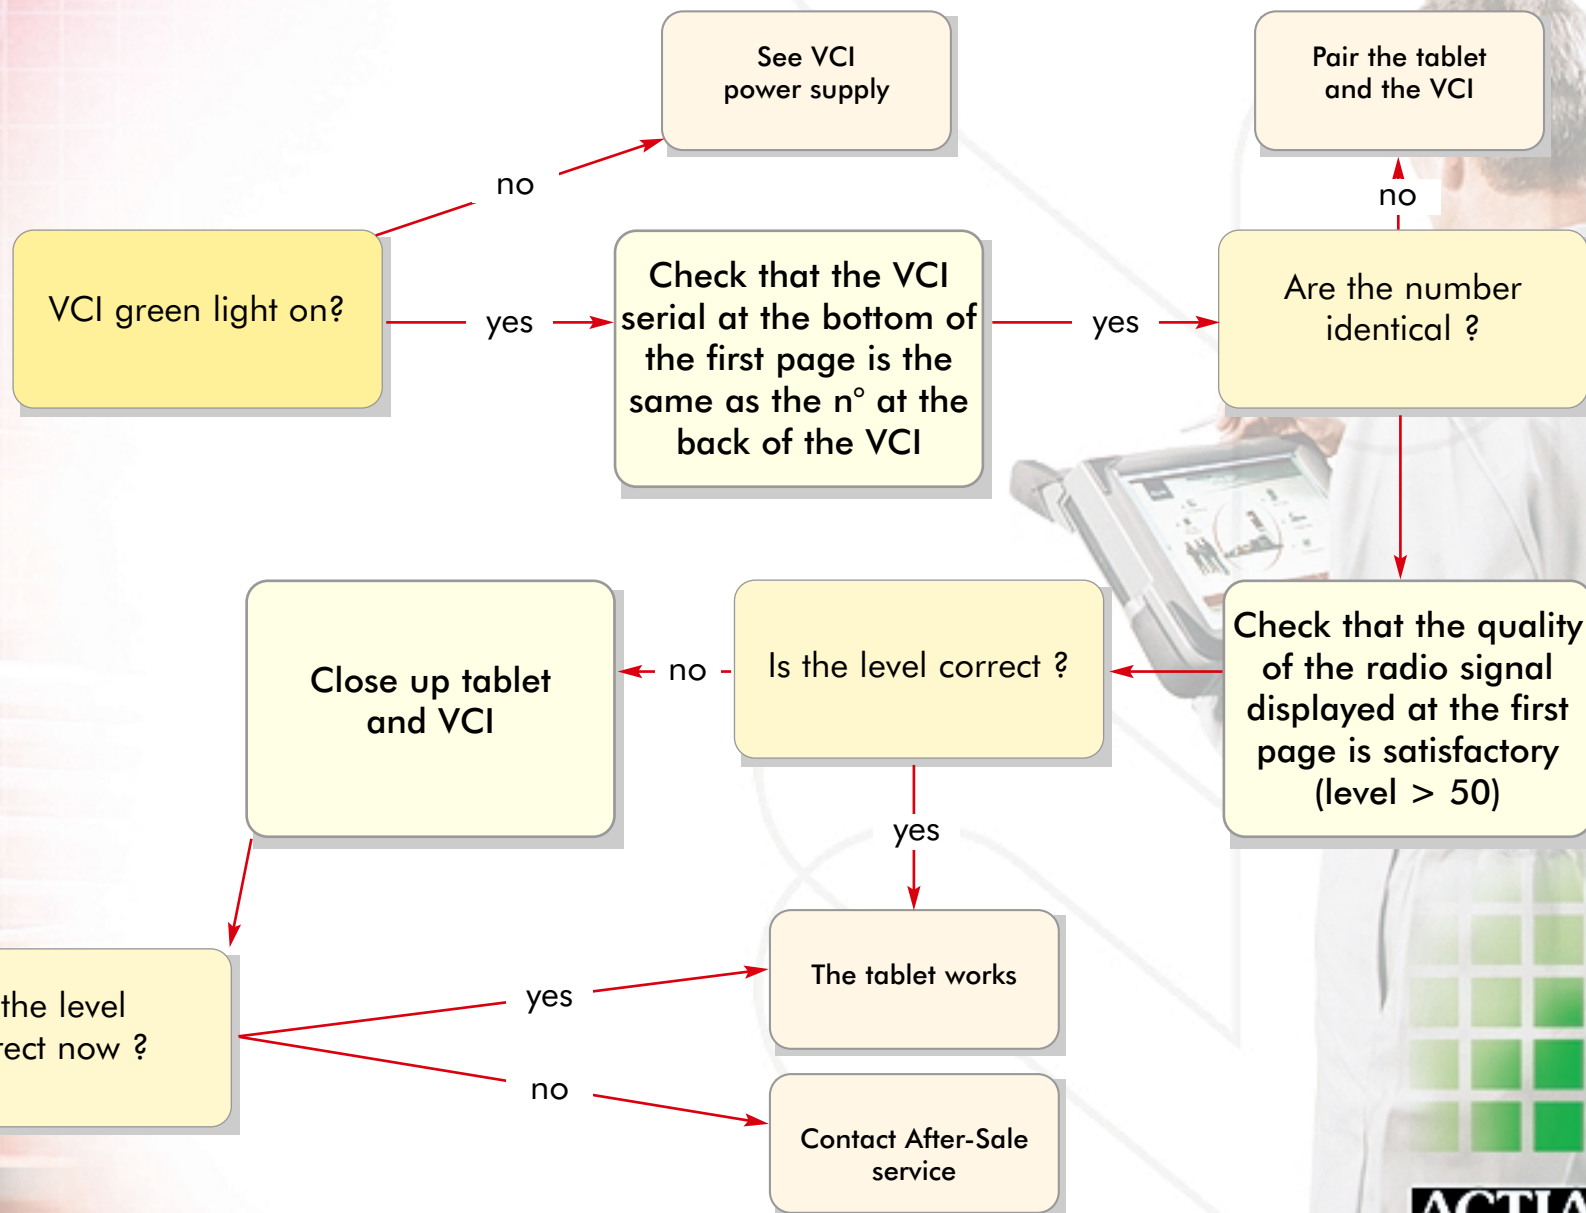 See VCI
power supply
Pair the tablet
and the VCI
no
no
VCI green light on?
yes
Check that the VCI
serial at the bottom of
the first page is the
same as the n° at the
back of the VCI
yes
Are the number
identical ?
Close up tablet
and VCI
no
Is the level correct ?
Check that the quality
of the radio signal
displayed at the first
page is satisfactory
(level > 50)
yes
the level
rect now ?
yes
The tablet works
no
Contact After-Sale
service
ACTIA